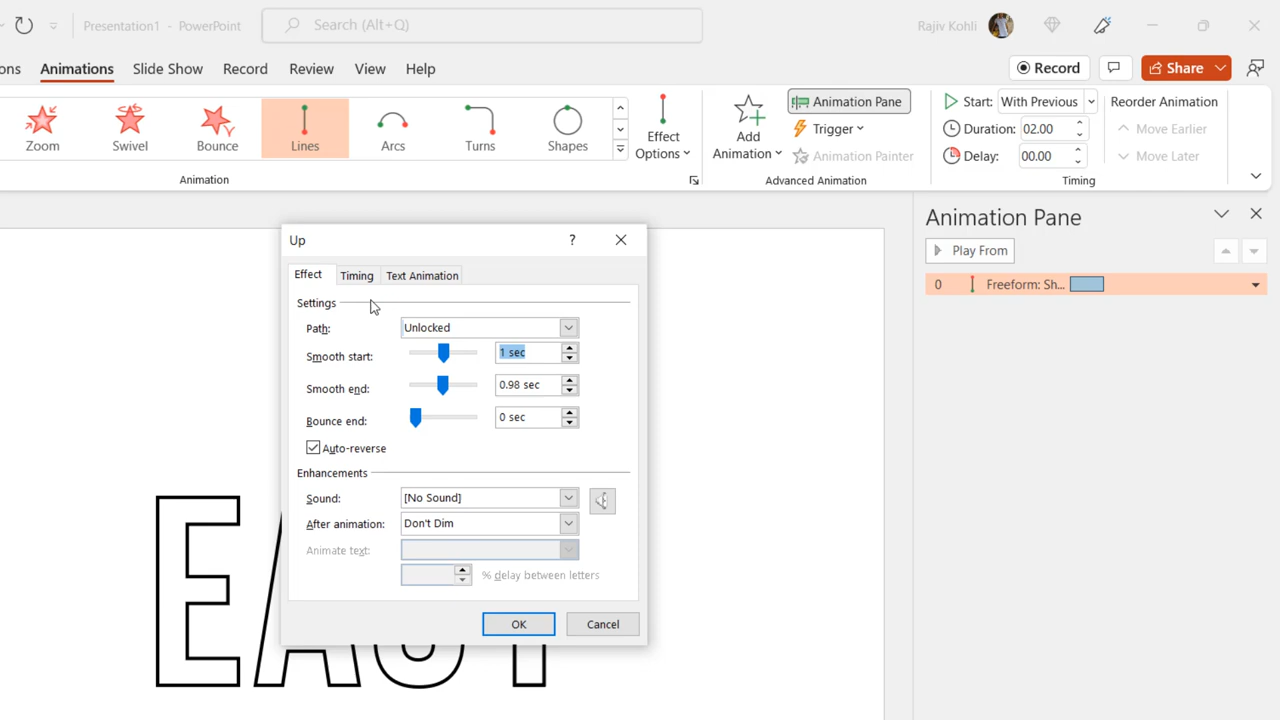 Presentation1 - PowerPoint
Search (Alt+Q)
Rajiv Kohli
ons Animations Slide Show Record Review View Help
Record
Share
Zoom Swivel Bounce Lines Arcs Turns Shapes
Animation
Effect
Options
Add
Animation
Animation Pane
Trigger
Animation Painter
Advanced Animation
Start: With Previous
Duration: 02.00
Delay: 00.00
Reorder Animation
Move Earlier
Move Later
Timing
Up
?
Effect Timing Text Animation
Settings
Path: Unlocked
Smooth start: 1 sec
Smooth end: 0.98 sec
Bounce end: 0 sec
Auto-reverse
Enhancements
Sound: [No Sound]
After animation: Don't Dim
Animate text:
% delay between letters
OK Cancel
Animation Pane
Play From
0 Freeform: Sh...